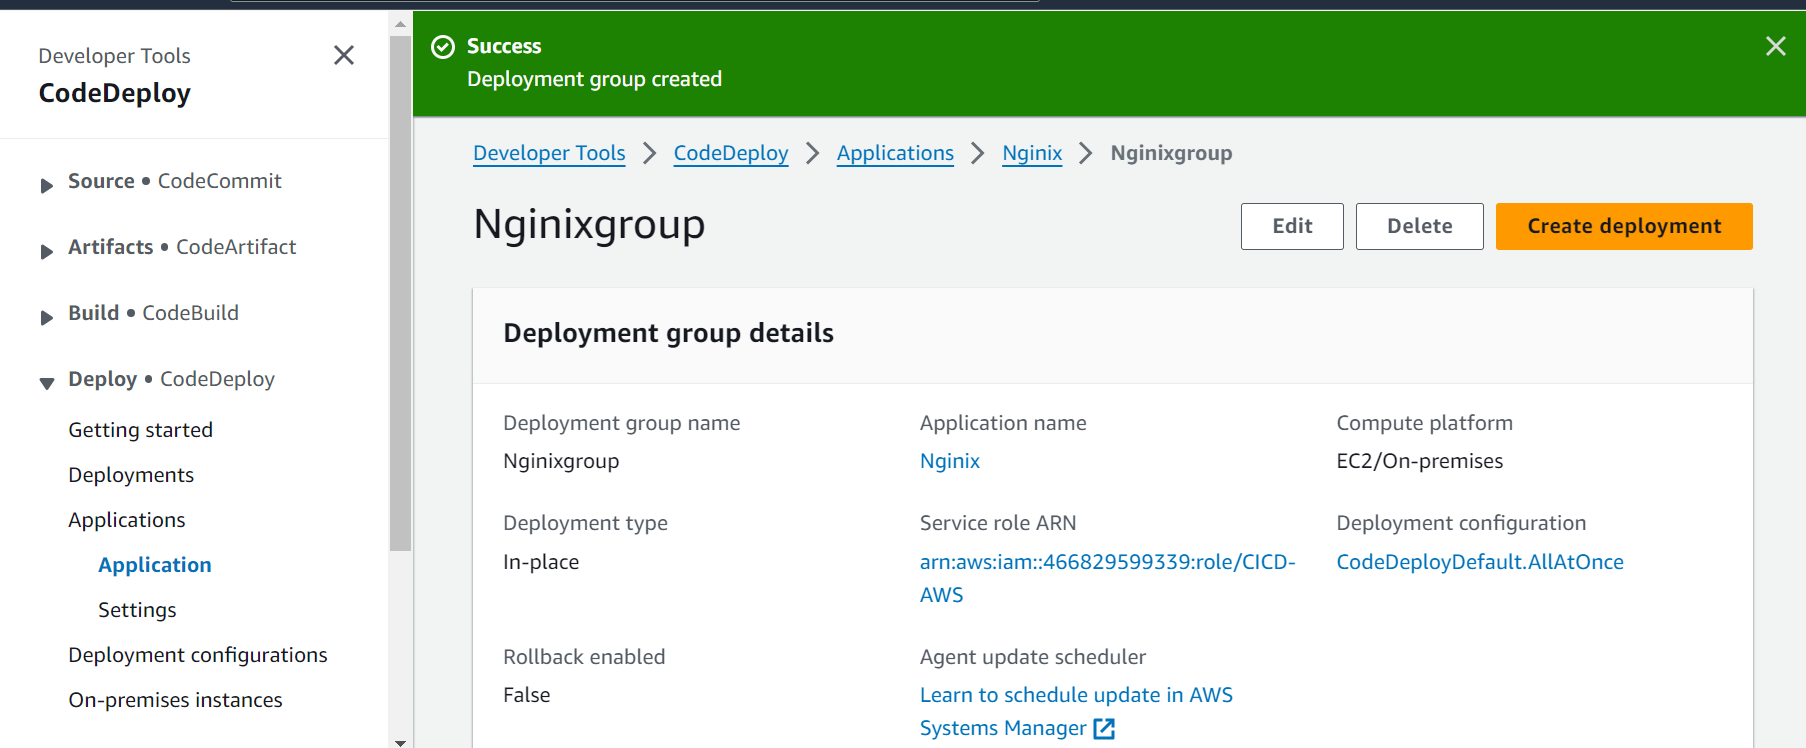 Developer Tools
CodeDeploy
Source • CodeCommit
Artifacts • CodeArtifact
Build • CodeBuild
Deploy • CodeDeploy
Getting started
Deployments
Applications
Application
Settings
Deployment configurations
On-premises instances
Success
Deployment group created
Developer Tools > CodeDeploy > Applications > Nginix > Nginixgroup
Nginixgroup
Edit
Delete
Create deployment
Deployment group details
Deployment group name
Nginixgroup
Application name
Nginix
Compute platform
EC2/On-premises
Deployment type
In-place
Service role ARN
arn:aws:iam::466829599339:role/CICD-
AWS
Deployment configuration
CodeDeployDefault.AllAtOnce
Rollback enabled
False
Agent update scheduler
Learn to schedule update in AWS
Systems Manager